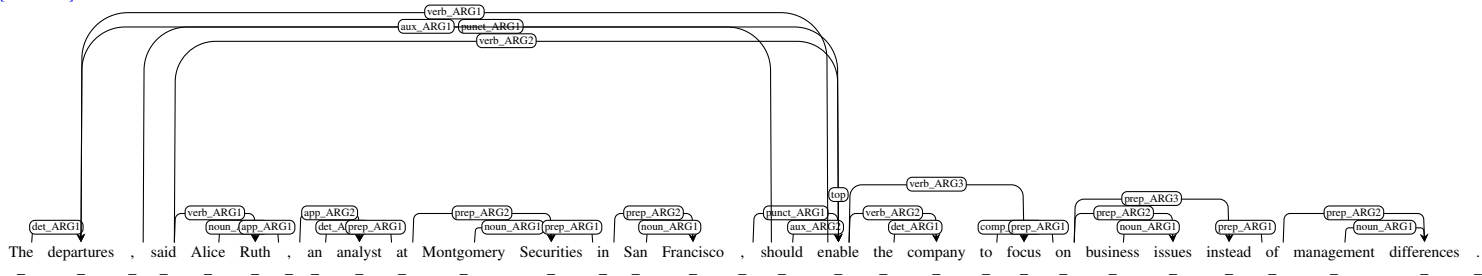 verb_ARG1
aux_ARG1 punct_ARG1
verb_ARG2
top
verb_ARG3
prep_ARG3
verb_ARG1 app_ARG2 prep_ARG2 prep_ARG2 punct_ARG1 verb_ARG2 prep_ARG2 prep_ARG2
det_ARG1 app_ARG1 prep_ARG1 noun_ARG1 prep_ARG1 noun_ARG1 aux_ARG2 det_ARG1 prep_ARG1 noun_ARG1 prep_ARG1 noun_ARG1
The departures , said Alice Ruth , an analyst at Montgomery Securities in San Francisco , should enable the company to focus on business issues instead of management differences .